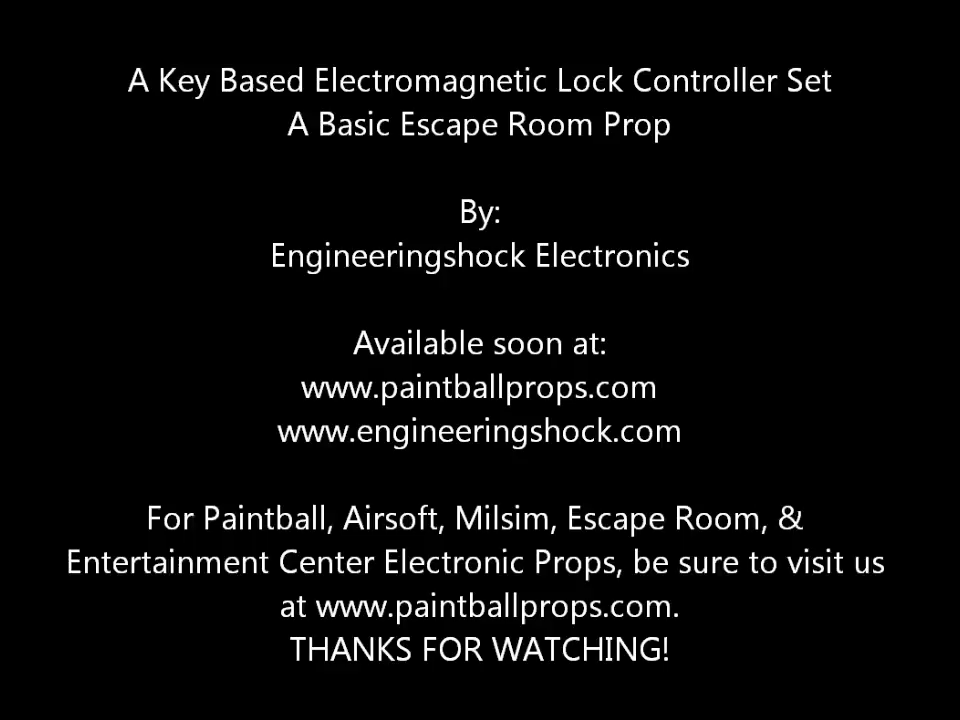 A Key Based Electromagnetic Lock Controller Set
A Basic Escape Room Prop
By:
Engineeringshock Electronics
Available soon at:
www.paintballprops.com
www.engineeringshock.com
For Paintball, Airsoft, Milsim, Escape Room, &
Entertainment Center Electronic Props, be sure to visit us
at www.paintballprops.com.
THANKS FOR WATCHING!